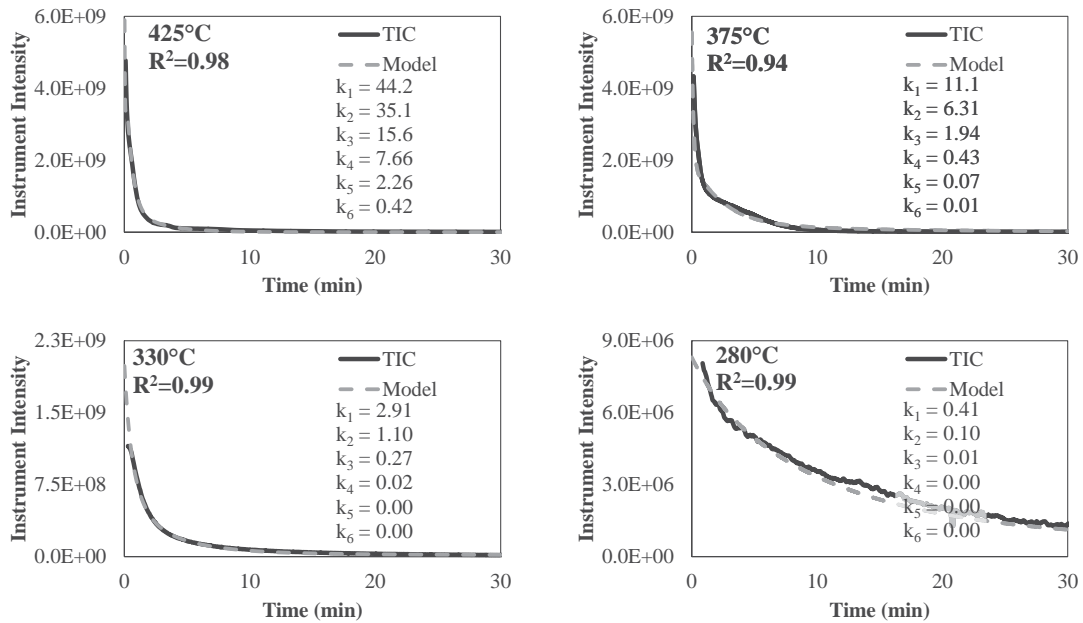 425°C
R²=0.98
TIC
Model
k₁ = 44.2
k₂ = 35.1
k₃ = 15.6
k₄ = 7.66
k₅ = 2.26
k₆ = 0.42
6.0E+09
4.0E+09
2.0E+09
0.0E+00
0 10 20 30
Time (min)
Instrument Intensity
375°C
R²=0.94
TIC
Model
k₁ = 11.1
k₂ = 6.31
k₃ = 1.94
k₄ = 0.43
k₅ = 0.07
k₆ = 0.01
6.0E+09
4.0E+09
2.0E+09
0.0E+00
0 10 20 30
Time (min)
Instrument Intensity
330°C
R²=0.99
TIC
Model
k₁ = 2.91
k₂ = 1.10
k₃ = 0.27
k₄ = 0.02
k₅ = 0.00
k₆ = 0.00
2.3E+09
1.5E+09
7.5E+08
0.0E+00
0 10 20 30
Time (min)
Instrument Intensity
280°C
R²=0.99
TIC
Model
k₁ = 0.41
k₂ = 0.10
k₃ = 0.01
k₄ = 0.00
k₅ = 0.00
k₆ = 0.00
9.0E+06
6.0E+06
3.0E+06
0.0E+00
0 10 20 30
Time (min)
Instrument Intensity